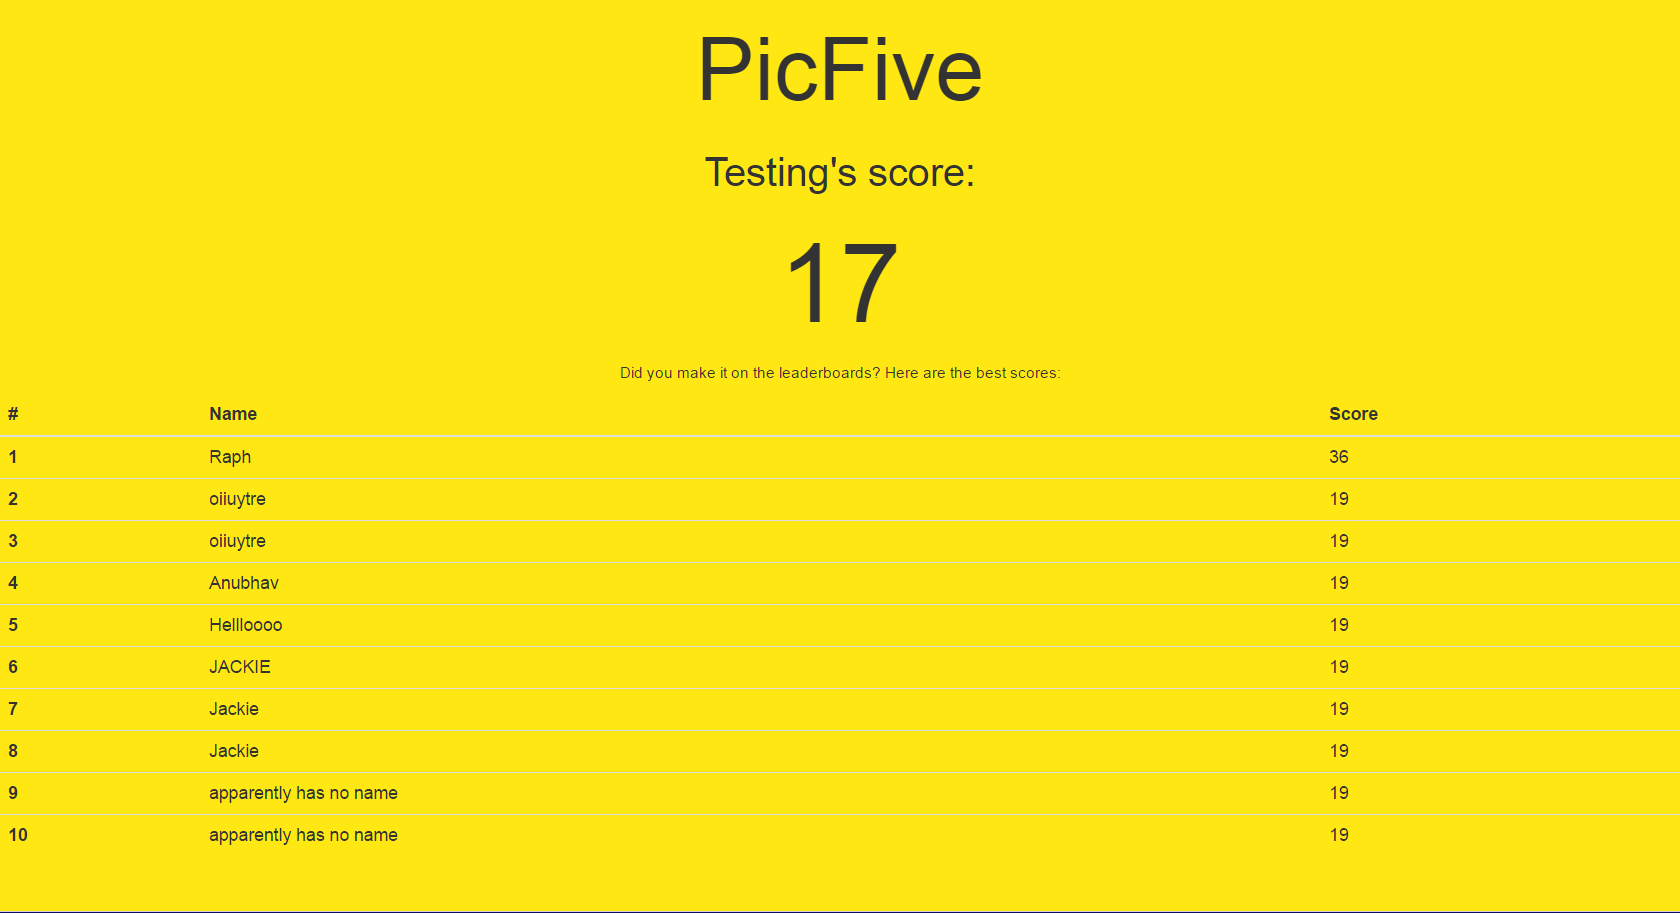 PicFive
Testing's score:
17
Did you make it on the leaderboards? Here are the best scores:
# Name Score
1 Raph 36
2 oiiuytre 19
3 oiiuytre 19
4 Anubhav 19
5 Hellloooo 19
6 JACKIE 19
7 Jackie 19
8 Jackie 19
9 apparently has no name 19
10 apparently has no name 19